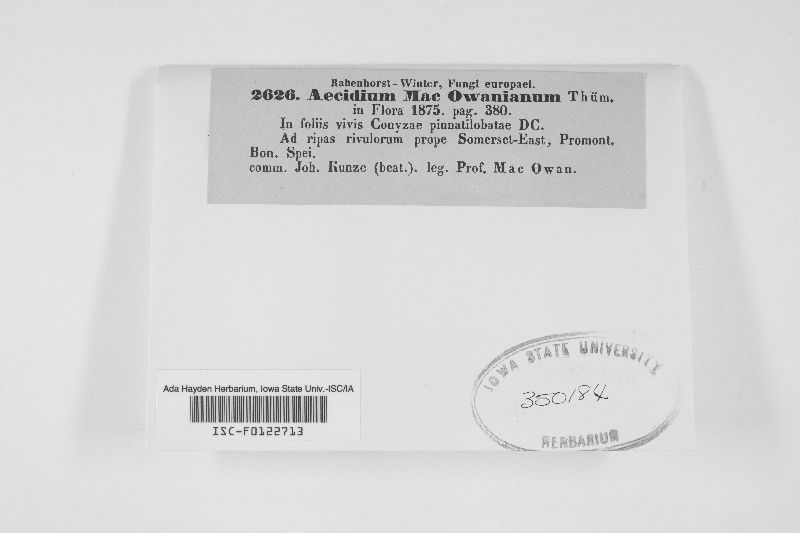 Rabenhorst-Winter, Fungi europaei.
2626. Aecidium Mac Owanianum Thüm.
in Flora 1875. pag. 380.
In foliis vivis Conyzae pinnatilobatae DC.
Ad ripas rivulorum prope Somerset-East, Promont.
Bon. Spei.
comm. Joh. Kunze (beat.). leg. Prof. Mac Owan.
IOWA STATE UNIVERSITY
350184
HERBARIUM
Ada Hayden Herbarium, Iowa State Univ.-ISC/IA
ISC-F0122713